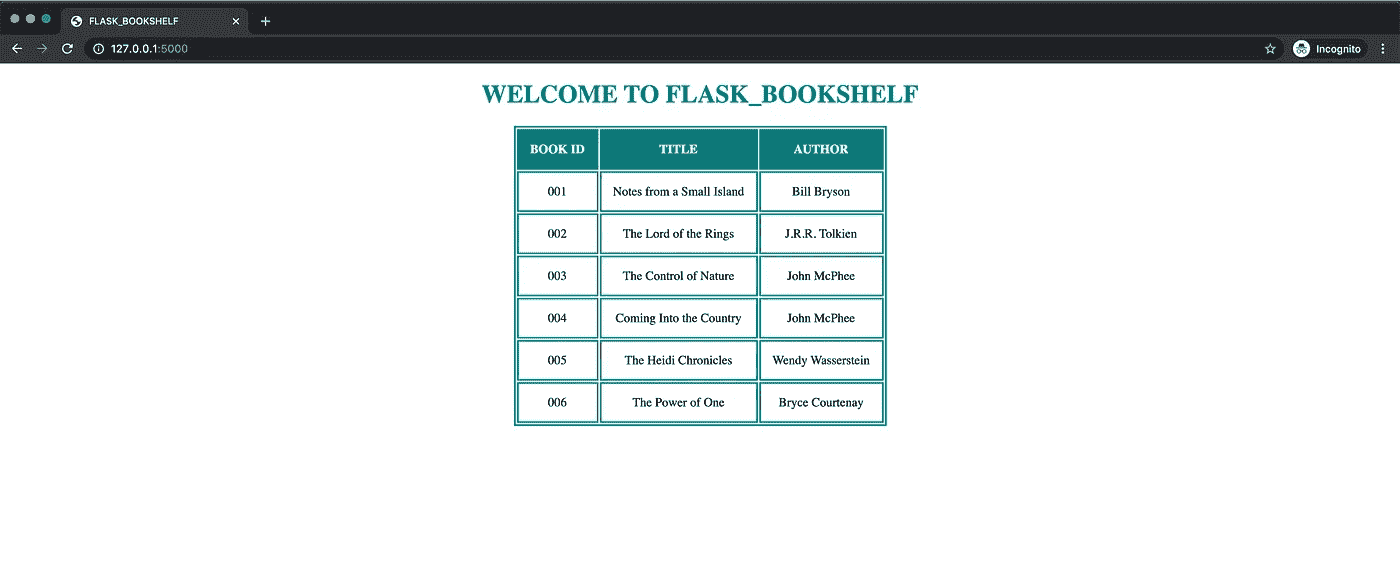 FLASK_BOOKSHELF
127.0.0.1:5000
Incognito
WELCOME TO FLASK_BOOKSHELF
BOOK ID TITLE AUTHOR
001 Notes from a Small Island Bill Bryson
002 The Lord of the Rings J.R.R. Tolkien
003 The Control of Nature John McPhee
004 Coming Into the Country John McPhee
005 The Heidi Chronicles Wendy Wasserstein
006 The Power of One Bryce Courtenay